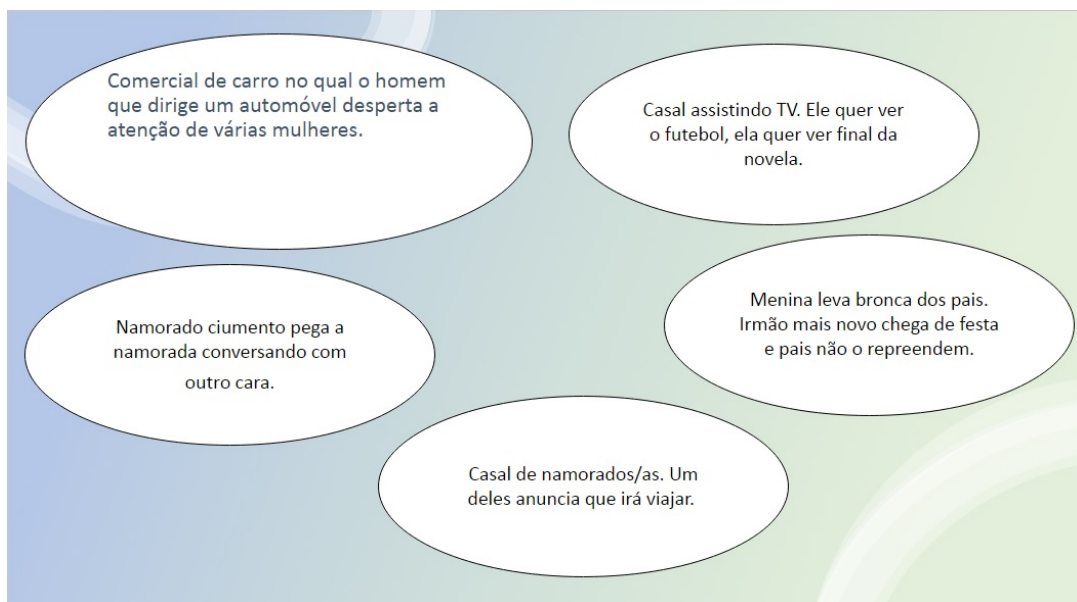 Comercial de carro no qual o homem
que dirige um automóvel desperta a
atenção de várias mulheres.
Casal assistindo TV. Ele quer ver
o futebol, ela quer ver final da
novela.
Namorado ciumento pega a
namorada conversando com
outro cara.
Menina leva bronca dos pais.
Irmão mais novo chega de festa
e pais não o repreendem.
Casal de namorados/as. Um
deles anuncia que irá viajar.